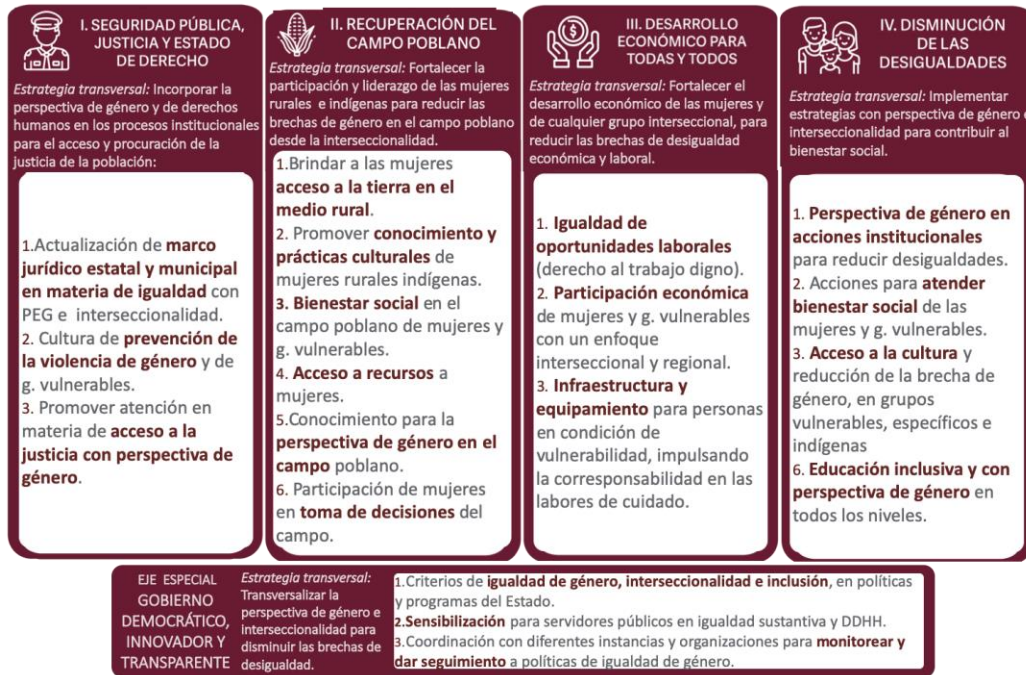 I. SEGURIDAD PÚBLICA,
JUSTICIA Y ESTADO
DE DERECHO
Estrategia transversal: Incorporar la
perspectiva de género y de derechos
humanos en los procesos institucionales
para el acceso y procuración de la
justicia de la población:
1.Actualización de marco
jurídico estatal y municipal
en materia de igualdad con
PEG e interseccionalidad.
2. Cultura de prevención de
la violencia de género y de
g. vulnerables.
3. Promover atención en
materia de acceso a la
justicia con perspectiva de
género.
II. RECUPERACIÓN DEL
CAMPO POBLANO
Estrategia transversal: Fortalecer la
participación y liderazgo de las mujeres
rurales e indígenas para reducir las
brechas de género en el campo poblano
desde la interseccionalidad.
1.Brindar a las mujeres
acceso a la tierra en el
medio rural.
2. Promover conocimiento y
prácticas culturales de
mujeres rurales indígenas.
3. Bienestar social en el
campo poblano de mujeres y
g. vulnerables.
4. Acceso a recursos a
mujeres.
5.Conocimiento para la
perspectiva de género en el
campo poblano.
6. Participación de mujeres
en toma de decisiones del
campo.
III. DESARROLLO
ECONÓMICO PARA
TODAS Y TODOS
Estrategia transversal: Fortalecer el
desarrollo económico de las mujeres y
de cualquier grupo interseccional, para
reducir las brechas de desigualdad
económica y laboral.
1. Igualdad de
oportunidades laborales
(derecho al trabajo digno).
2. Participación económica
de mujeres y g. vulnerables
con un enfoque
interseccional y regional.
3. Infraestructura y
equipamiento para personas
en condición de
vulnerabilidad, impulsando
la corresponsabilidad en las
labores de cuidado.
IV. DISMINUCIÓN
DE LAS
DESIGUALDADES
Estrategia transversal: Implementar
estrategias con perspectiva de género e
interseccionalidad para contribuir al
bienestar social.
1. Perspectiva de género en
acciones institucionales
para reducir desigualdades.
2. Acciones para atender
bienestar social de las
mujeres y g. vulnerables.
3. Acceso a la cultura y
reducción de la brecha de
género, en grupos
vulnerables, específicos e
indígenas
6. Educación inclusiva y con
perspectiva de género en
todos los niveles.
EJE ESPECIAL
GOBIERNO
DEMOCRÁTICO,
INNOVADOR Y
TRANSPARENTE
Estrategia transversal:
Transversalizar la
perspectiva de género e
interseccionalidad para
disminuir las brechas de
desigualdad.
1.Criterios de igualdad de género, interseccionalidad e inclusión, en políticas
y programas del Estado.
2.Sensibilización para servidores públicos en igualdad sustantiva y DDHH.
3.Coordinación con diferentes instancias y organizaciones para monitorear y
dar seguimiento a políticas de igualdad de género.